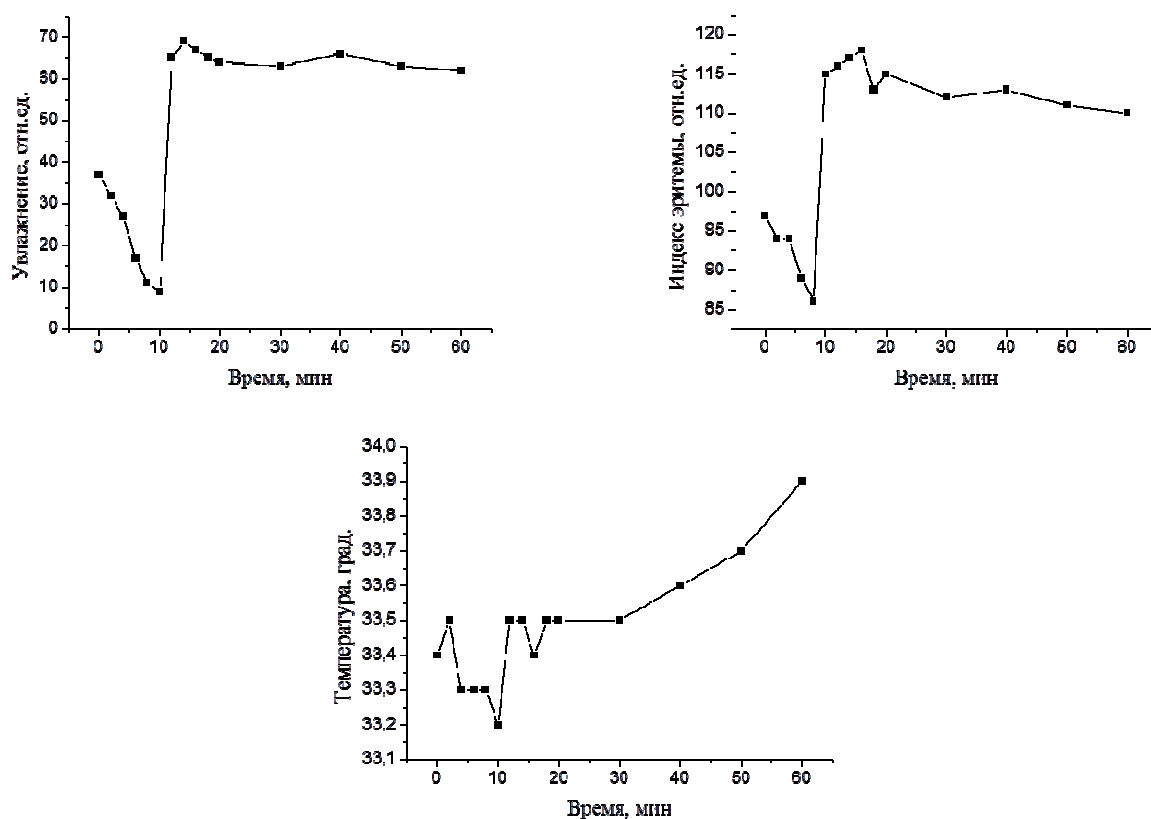 70
60
50
40
30
20
10
0
Увлажнение, отн.ед.
0 10 20 30 40 50 60
Время, мин
120
115
110
105
100
95
90
85
Индекс эритемы, отн.ед.
0 10 20 30 40 50 60
Время, мин
34,0
33,9
33,8
33,7
33,6
33,5
33,4
33,3
33,2
33,1
Температура. град.
0 10 20 30 40 50 60
Время, мин